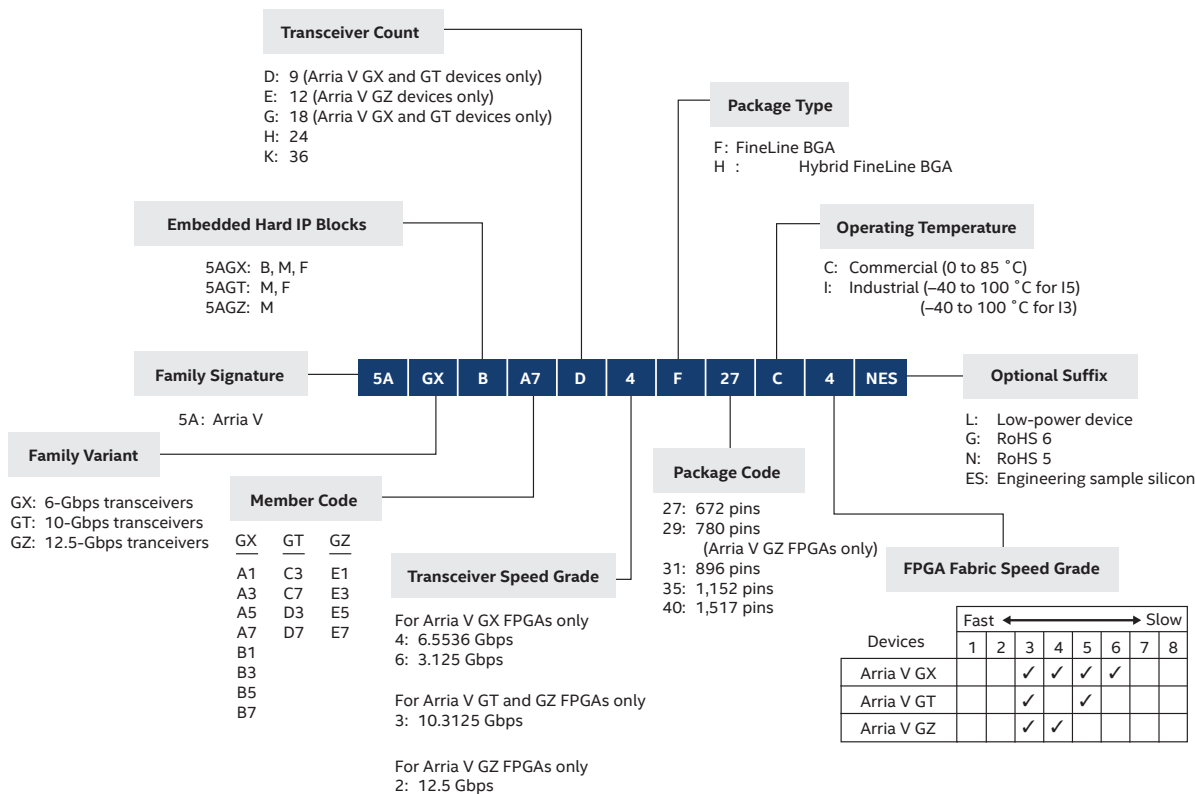 Transceiver Count
D: 9 (Arria V GX and GT devices only)
E: 12 (Arria V GZ devices only)
G: 18 (Arria V GX and GT devices only)
H: 24
K: 36
Package Type
F: FineLine BGA
H : Hybrid FineLine BGA
Embedded Hard IP Blocks
5AGX: B, M, F
5AGT: M, F
5AGZ: M
Operating Temperature
C: Commercial (0 to 85 ˚C)
I: Industrial (–40 to 100 ˚C for I5)
(–40 to 100 ˚C for I3)
Family Signature
5A: Arria V
5A GX B A7 D 4 F 27 C 4 NES
Optional Suffix
L: Low-power device
G: RoHS 6
N: RoHS 5
ES: Engineering sample silicon
Family Variant
GX: 6-Gbps transceivers
GT: 10-Gbps transceivers
GZ: 12.5-Gbps tranceivers
Member Code
GX GT GZ
A1 C3 E1
A3 C7 E3
A5 D3 E5
A7 D7 E7
B1
B3
B5
B7
Transceiver Speed Grade
For Arria V GX FPGAs only
4: 6.5536 Gbps
6: 3.125 Gbps
For Arria V GT and GZ FPGAs only
3: 10.3125 Gbps
For Arria V GZ FPGAs only
2: 12.5 Gbps
Package Code
27: 672 pins
29: 780 pins
(Arria V GZ FPGAs only)
31: 896 pins
35: 1,152 pins
40: 1,517 pins
FPGA Fabric Speed Grade
Fast Slow
Devices 1 2 3 4 5 6 7 8
Arria V GX ✓ ✓ ✓ ✓
Arria V GT ✓ ✓
Arria V GZ ✓ ✓